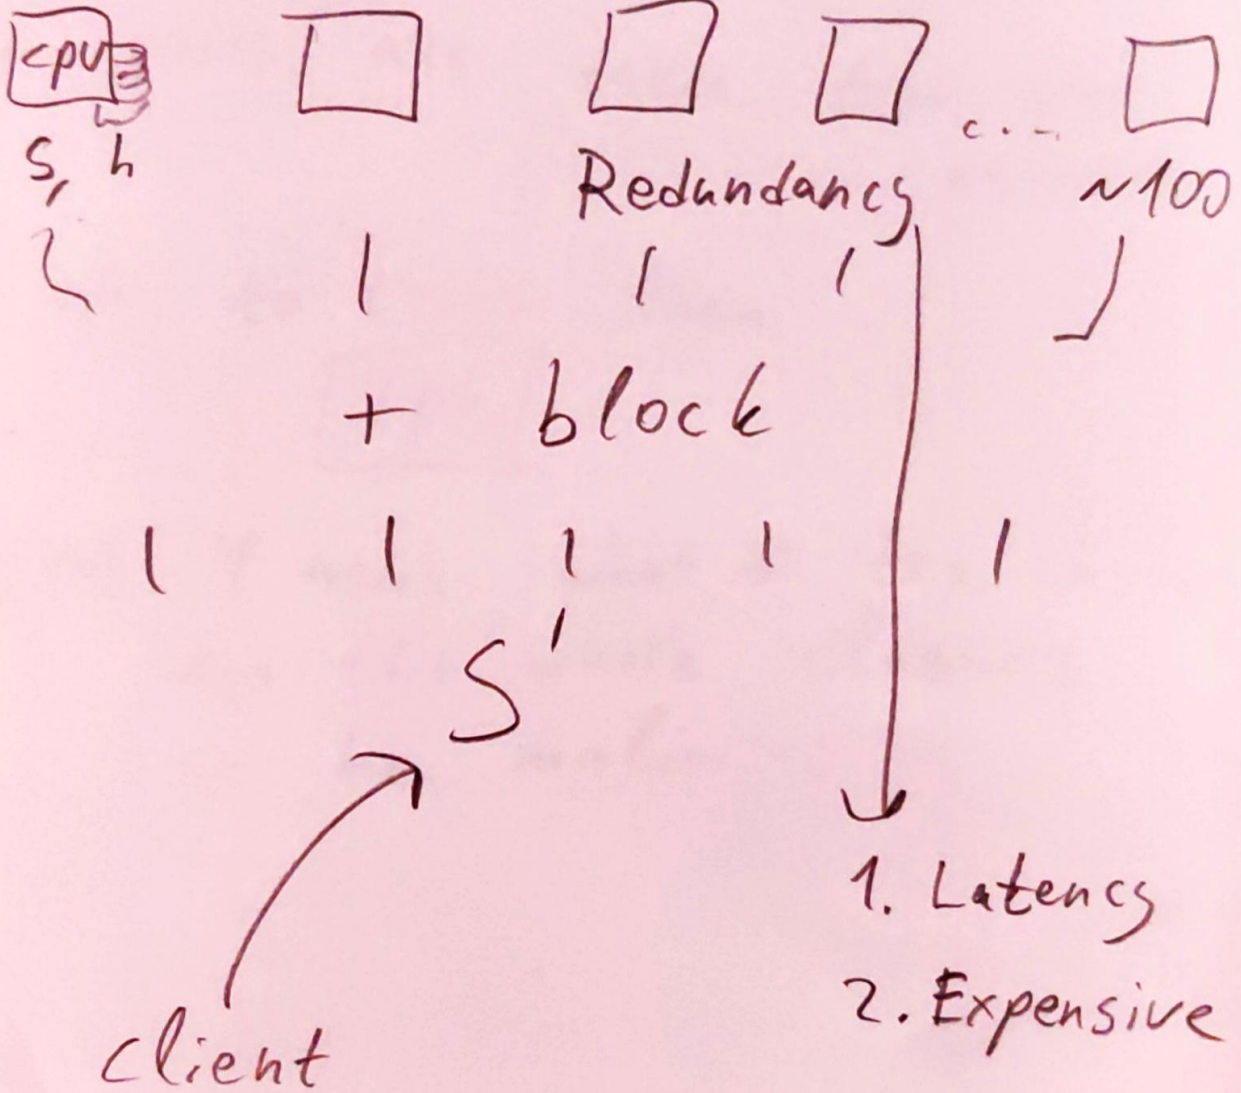 cpu
s, h
Redundancy
~100
+ block
S'
1. Latency
2. Expensive
client